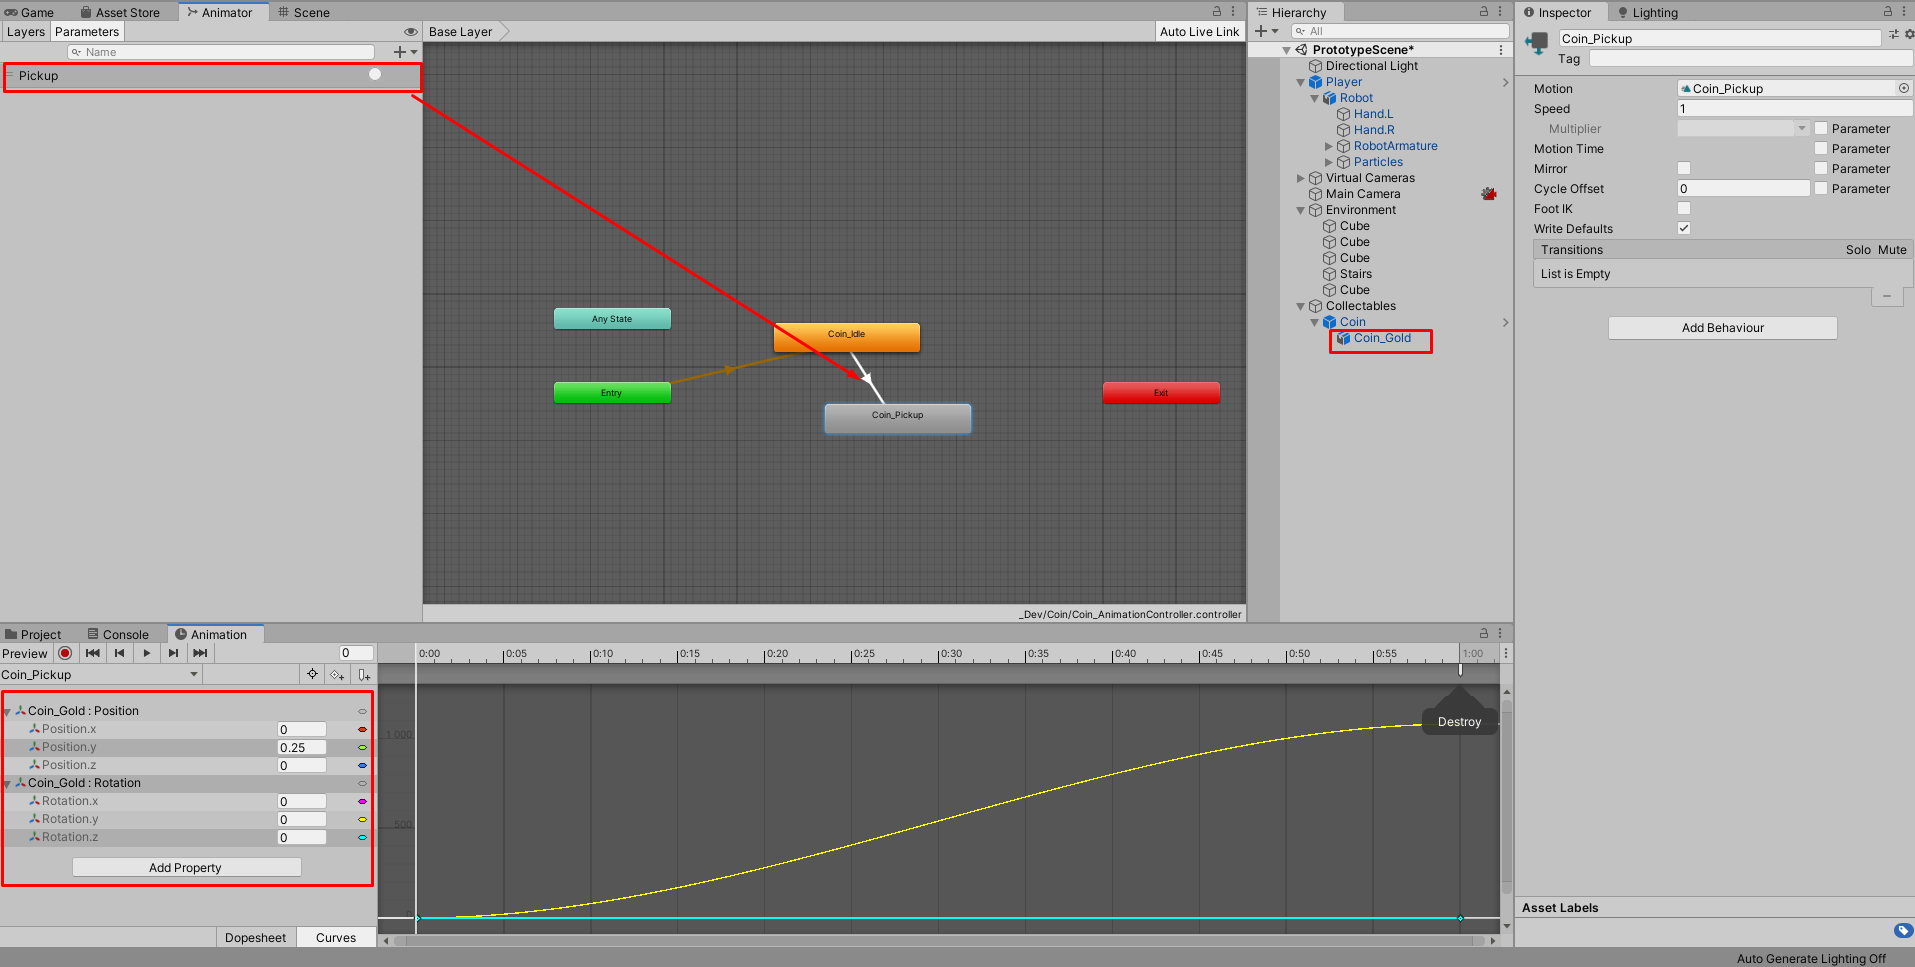 Game
Asset Store
Animator
Scene
Layers
Parameters
Name
Pickup
Base Layer
Auto Live Link
Any State
Coin_Idle
Entry
Exit
Coin_Pickup
_Dev/Coin/Coin_AnimationController.controller
Hierarchy
All
PrototypeScene*
Directional Light
Player
Robot
Hand.L
Hand.R
RobotArmature
Particles
Virtual Cameras
Main Camera
Environment
Cube
Cube
Cube
Stairs
Cube
Collectables
Coin
Coin_Gold
Inspector
Lighting
Coin_Pickup
Tag
Motion
Coin_Pickup
Speed
1
Multiplier
Parameter
Motion Time
Parameter
Mirror
Parameter
Cycle Offset
0
Parameter
Foot IK
Write Defaults
Transitions
Solo
Mute
List is Empty
Add Behaviour
Asset Labels
Project
Console
Animation
Preview
0
0:00
0:05
0:10
0:15
0:20
0:25
0:30
0:35
0:40
0:45
0:50
0:55
1:00
Coin_Pickup
Coin_Gold : Position
Position.x
0
Position.y
0.25
Position.z
0
Coin_Gold : Rotation
Rotation.x
0
Rotation.y
0
Rotation.z
0
Add Property
1,000
500
Destroy
Dopesheet
Curves
Auto Generate Lighting Off